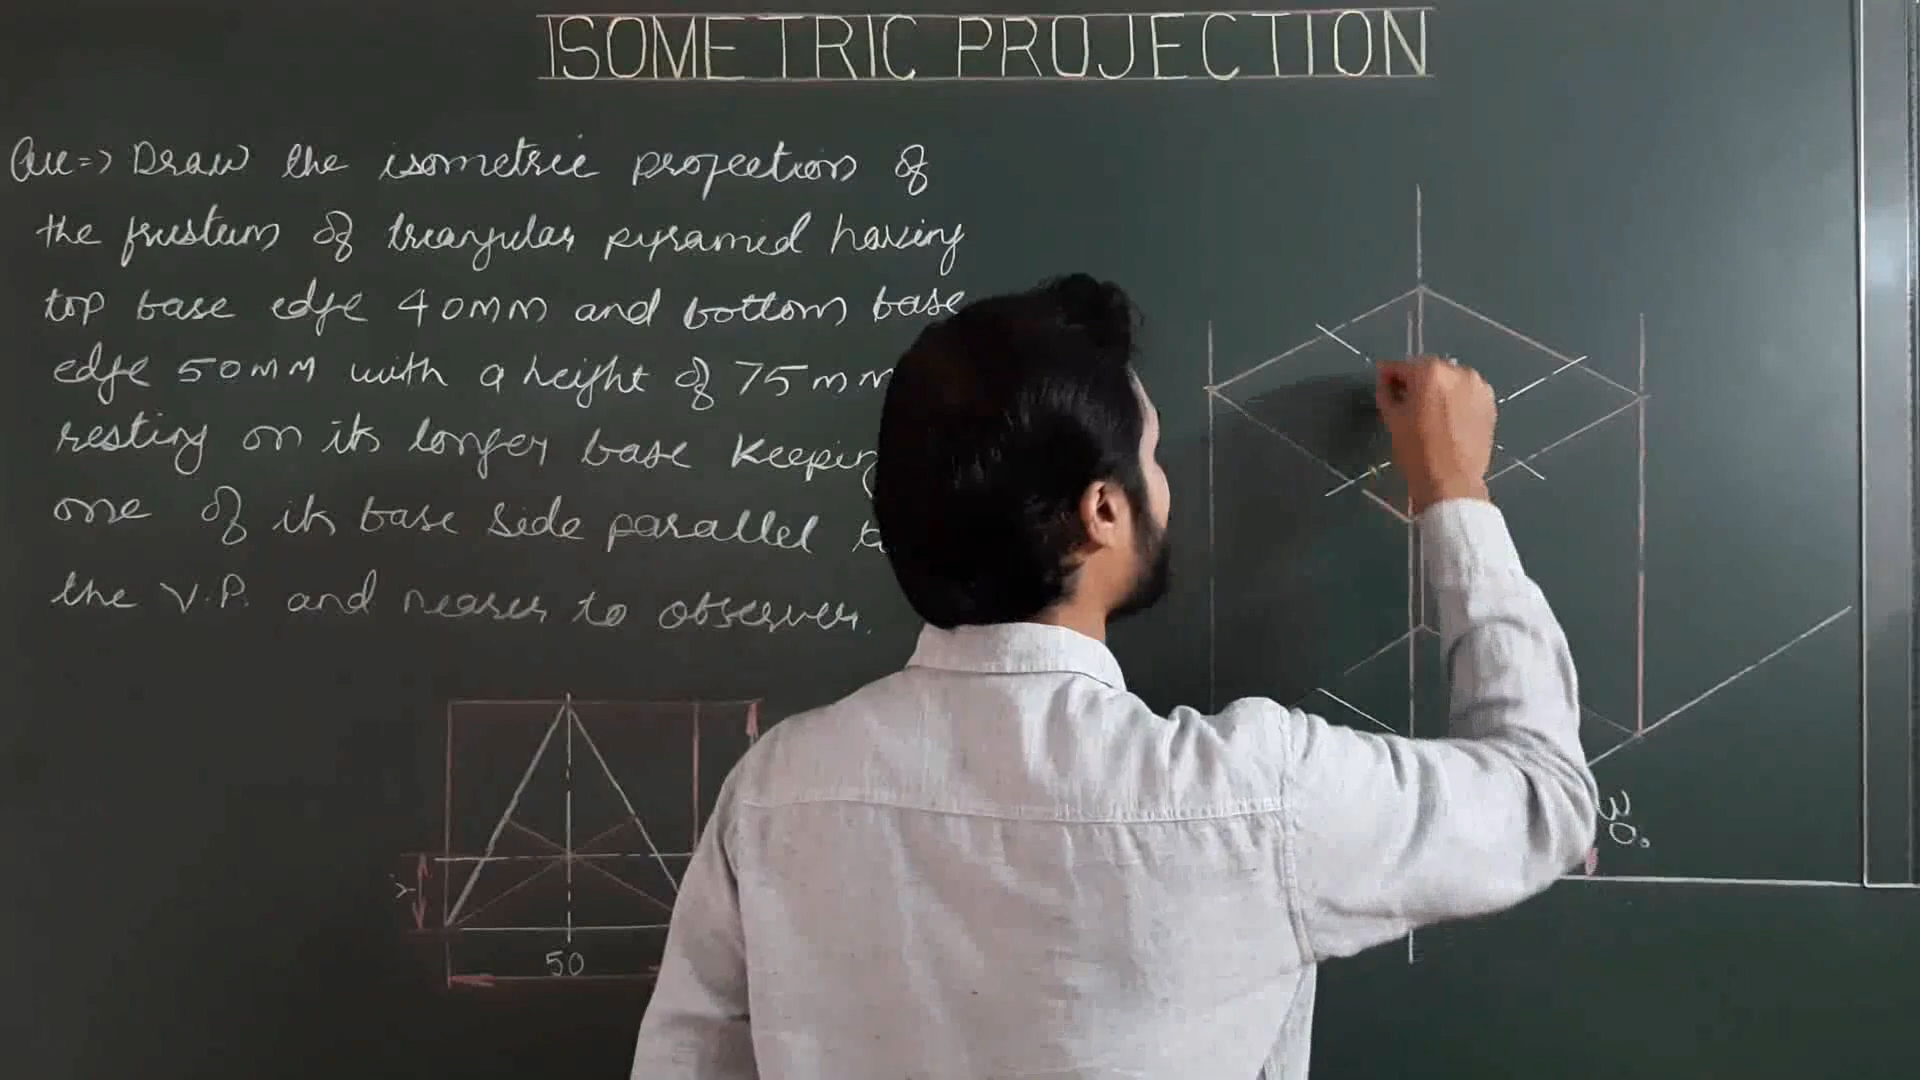 ISOMETRIC PROJECTION
Que=> Draw the isometric projection of
the frustum of treangular pyramid having
top base edge 40MM and bottom base
edge 50MM with a height of 75mm
resting on its longer base Keeping
one of its base side parallel
the V.P. and nearer to observer.
50
30°